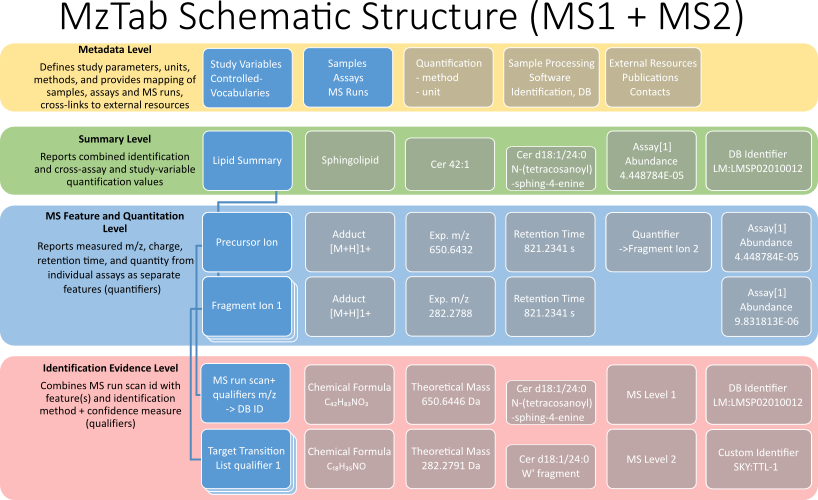 MzTab Schematic Structure (MS1 + MS2)
Metadata Level
Defines study parameters, units,
methods, and provides mapping of
samples, assays and MS runs,
cross-links to external resources
Study Variables
Controlled-
Vocabularies
Samples
Assays
MS Runs
Quantification
- method
- unit
Sample Processing
Software
Identification, DB
External Resources
Publications
Contacts
Summary Level
Reports combined identification
and cross-assay and study-variable
quantification values
Lipid Summary
Sphingolipid
Cer 42:1
Cer d18:1/24:0
N-(tetracosanoyl)
-sphing-4-enine
Assay[1]
Abundance
4.448784E-05
DB Identifier
LM:LMSP02010012
MS Feature and Quantitation
Level
Reports measured m/z, charge,
retention time, and quantity from
individual assays as separate
features (quantifiers)
Precursor Ion
Adduct
[M+H]1+
Exp. m/z
650.6432
Retention Time
821.2341 s
Quantifier
->Fragment Ion 2
Assay[1]
Abundance
4.448784E-05
Fragment Ion 1
Adduct
[M+H]1+
Exp. m/z
282.2788
Retention Time
821.2341 s
Assay[1]
Abundance
9.831813E-06
Identification Evidence Level
Combines MS run scan id with
feature(s) and identification
method + confidence measure
(qualifiers)
MS run scan+
qualifiers m/z
-> DB ID
Chemical Formula
C₄₂H₈₃NO₃
Theoretical Mass
650.6446 Da
Cer d18:1/24:0
N-(tetracosanoyl)
-sphing-4-enine
MS Level 1
DB Identifier
LM:LMSP02010012
Target Transition
List qualifier 1
Chemical Formula
C₁₈H₃₅NO
Theoretical Mass
282.2791 Da
Cer d18:1/24:0
W' fragment
MS Level 2
Custom Identifier
SKY:TTL-1